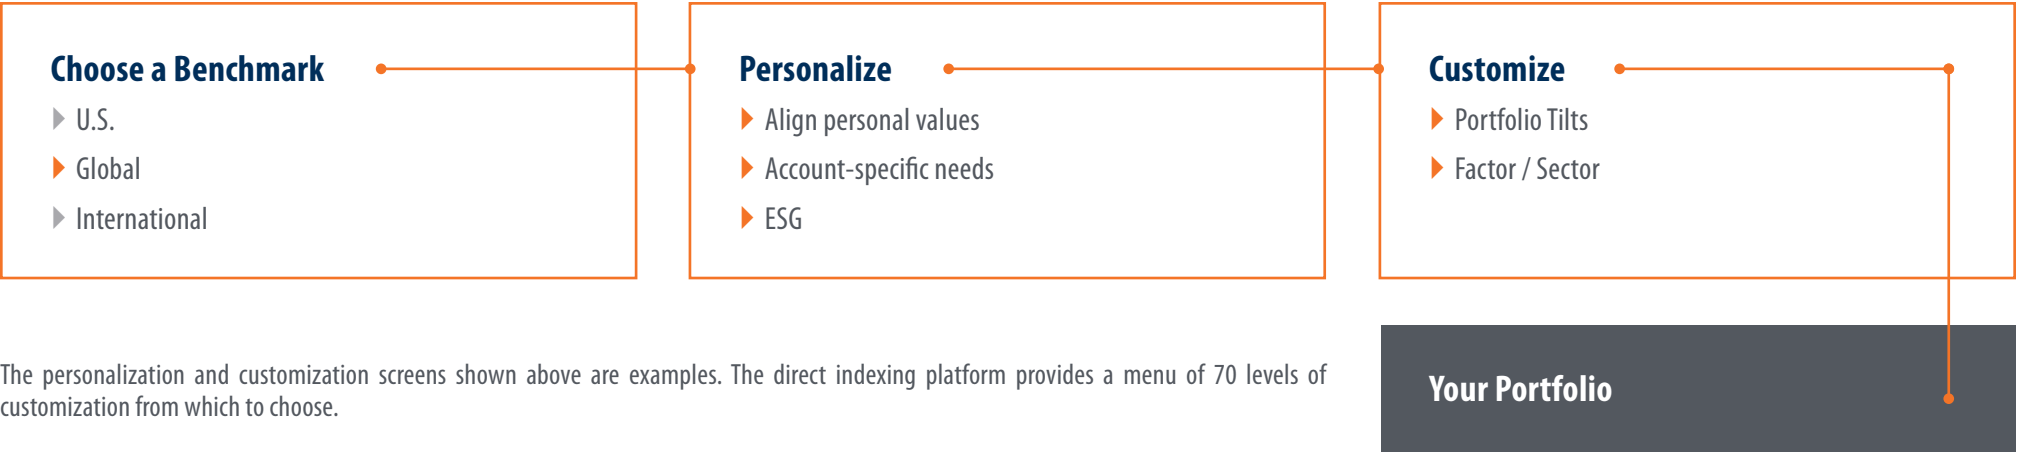 Choose a Benchmark
U.S.
Global
International
Personalize
Align personal values
Account-specific needs
ESG
Customize
Portfolio Tilts
Factor / Sector
The personalization and customization screens shown above are examples. The direct indexing platform provides a menu of 70 levels of
customization from which to choose.
Your Portfolio